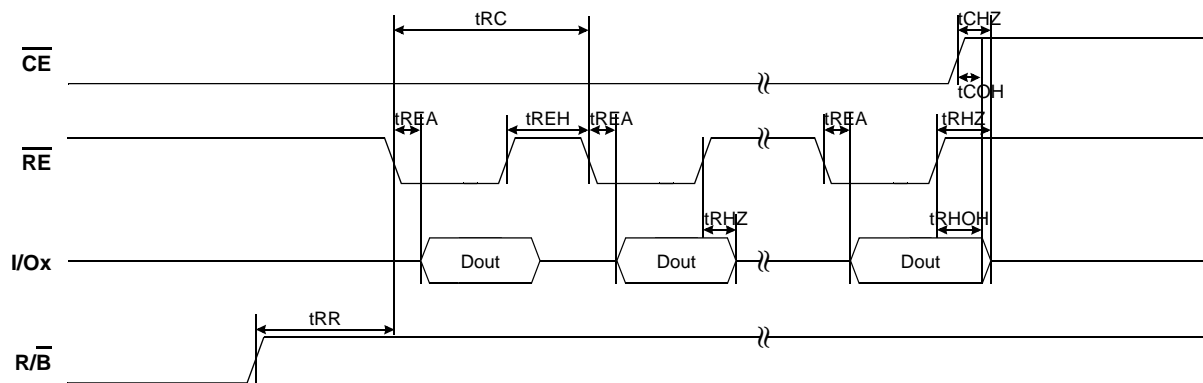 tRC
tCHZ
CE
tCOH
tREA
tREH
tREA
tREA
tRHZ
RE
tRHZ
tRHOH
I/Ox
Dout
Dout
Dout
tRR
R/B